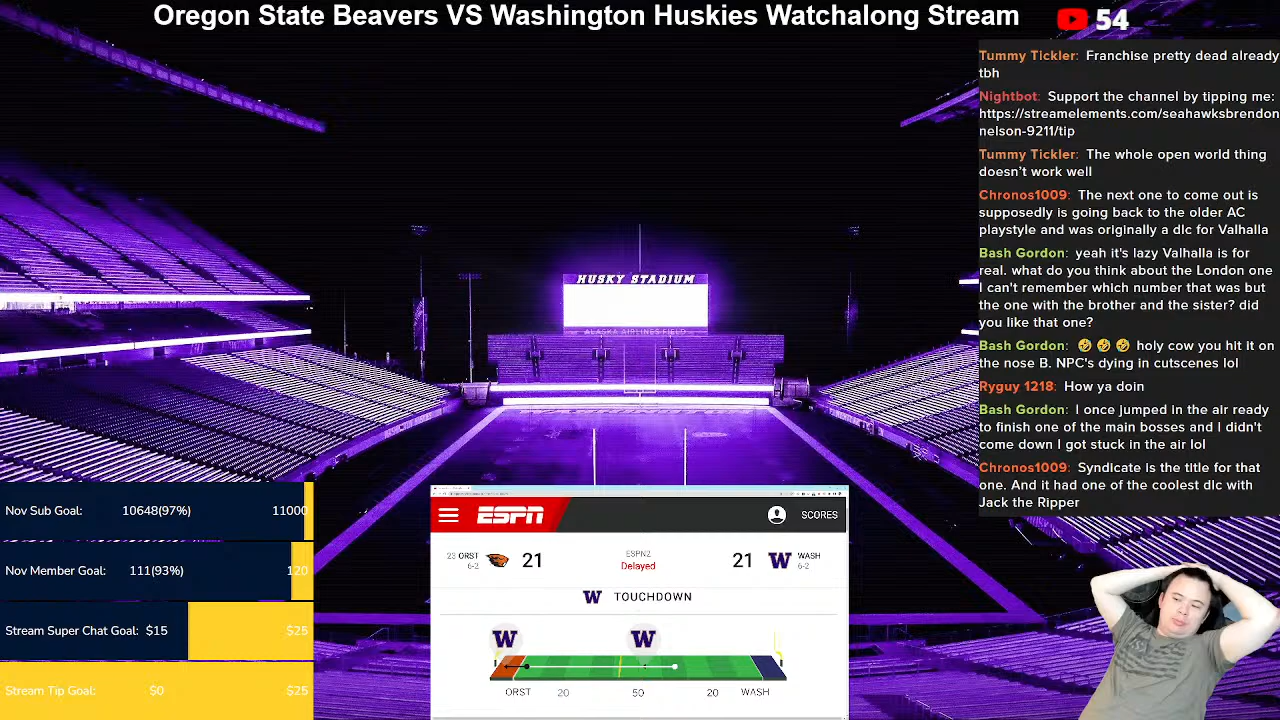 Oregon State Beavers VS Washington Huskies Watchalong Stream
54
Tummy Tickler: Franchise pretty dead already
tbh
Nightbot: Support the channel by tipping me:
https://streamelements.com/seahawksbrendon
nelson-9211/tip
Tummy Tickler: The whole open world thing
doesn't work well
Chronos1009: The next one to come out is
supposedly is going back to the older AC
playstyle and was originally a dlc for Valhalla
Bash Gordon: yeah it's lazy Valhalla is for
real. what do you think about the London one
I can't remember which number that was but
the one with the brother and the sister? did
you like that one?
Bash Gordon: 🤣 🤣 🤣 holy cow you hit it on
the nose B. NPC's dying in cutscenes lol
Ryguy 1218: How ya doin
Bash Gordon: I once jumped in the air ready
to finish one of the main bosses and I didn't
come down I got stuck in the air lol
Chronos1009: Syndicate is the title for that
one. And it had one of the coolest dlc with
Jack the Ripper
HUSKY STADIUM
ALASKA AIRLINES FIELD
Nov Sub Goal: 10648(97%) 11000
Nov Member Goal: 111(93%) 120
Stream Super Chat Goal: $15 $25
Stream Tip Goal: $0 $25
ESPN SCORES
23 ORST 21 ESPN2 21 WASH
6-2 Delayed 6-2
W TOUCHDOWN
W W
ORST 20 50 20 WASH